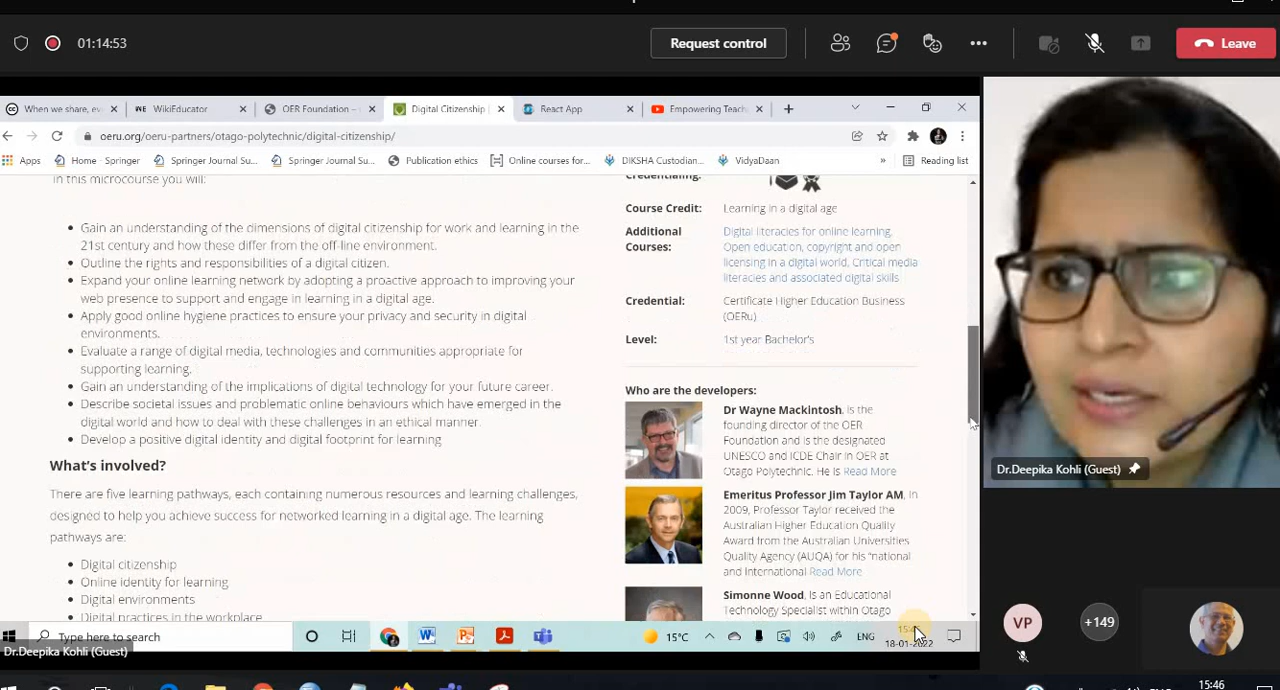 01:14:53
Request control
Leave
When we share, ev
WikiEducator
OER Foundation –
Digital Citizenship
React App
Empowering Teach
oeru.org/oeru-partners/otago-polytechnic/digital-citizenship/
Apps
Home - Springer
Springer Journal Su...
Springer Journal Su...
Publication ethics
Online courses for...
DIKSHA Custodian...
VidyaDaan
»
Reading list
in this microcourse you will:
Gain an understanding of the dimensions of digital citizenship for work and learning in the
21st century and how these differ from the off-line environment.
Outline the rights and responsibilities of a digital citizen.
Expand your online learning network by adopting a proactive approach to improving your
web presence to support and engage in learning in a digital age.
Apply good online hygiene practices to ensure your privacy and security in digital
environments.
Evaluate a range of digital media, technologies and communities appropriate for
supporting learning.
Gain an understanding of the implications of digital technology for your future career.
Describe societal issues and problematic online behaviours which have emerged in the
digital world and how to deal with these challenges in an ethical manner.
Develop a positive digital identity and digital footprint for learning
What's involved?
There are five learning pathways, each containing numerous resources and learning challenges,
designed to help you achieve success for networked learning in a digital age. The learning
pathways are:
Digital citizenship
Online identity for learning
Digital environments
Digital practices in the workplace
Credentialing:
Course Credit: Learning in a digital age
Additional Courses: Digital literacies for online learning,
Open education, copyright and open
licensing in a digital world, Critical media
literacies and associated digital skills
Credential: Certificate Higher Education Business
(OERu)
Level: 1st year Bachelor's
Who are the developers:
Dr Wayne Mackintosh, is the
founding director of the OER
Foundation and is the designated
UNESCO and ICDE Chair in OER at
Otago Polytechnic. He is Read More
Emeritus Professor Jim Taylor AM, in
2009, Professor Taylor received the
Australian Higher Education Quality
Award from the Australian Universities
Quality Agency (AUQA) for his "national
and International Read More
Simonne Wood, is an Educational
Technology Specialist within Otago
Dr.Deepika Kohli (Guest)
VP
+149
Type here to search
15°C
ENG
18-01-2022
Dr.Deepika Kohli (Guest)
15:46